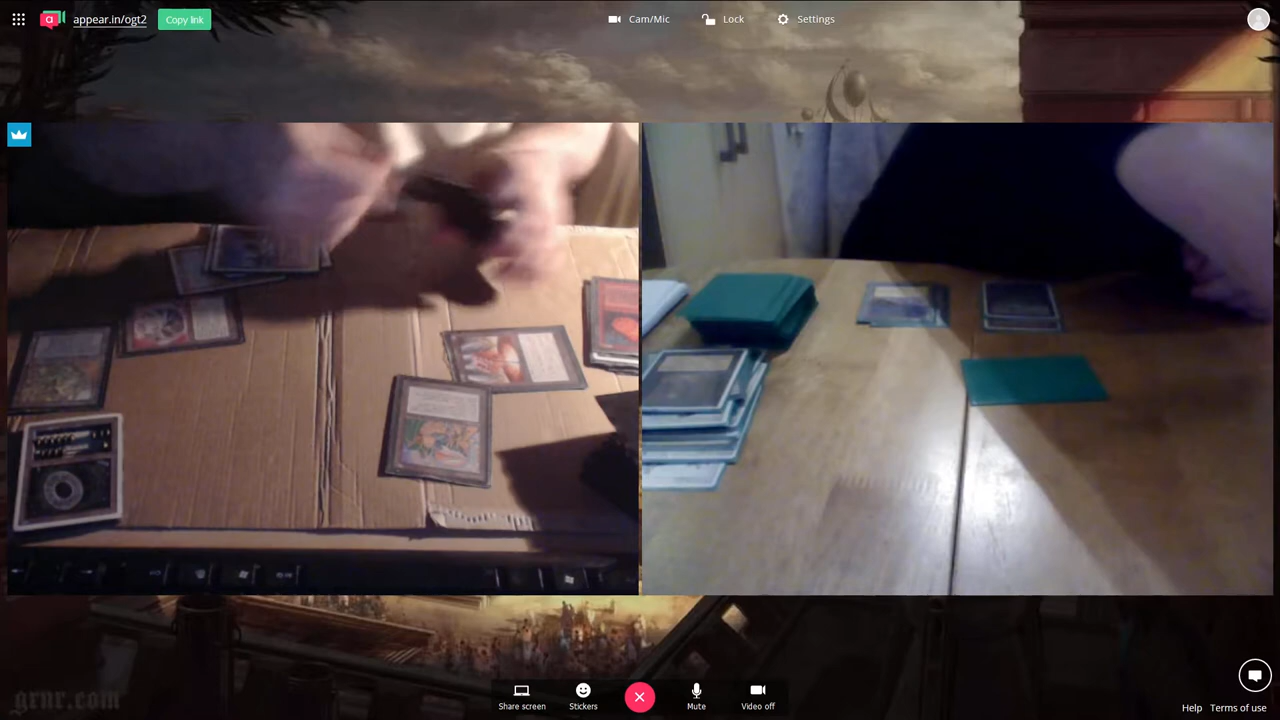 appear.in/ogt2
Copy link
Cam/Mic
Lock
Settings
grnr.com
Share screen
Stickers
Mute
Video off
Help
Terms of use